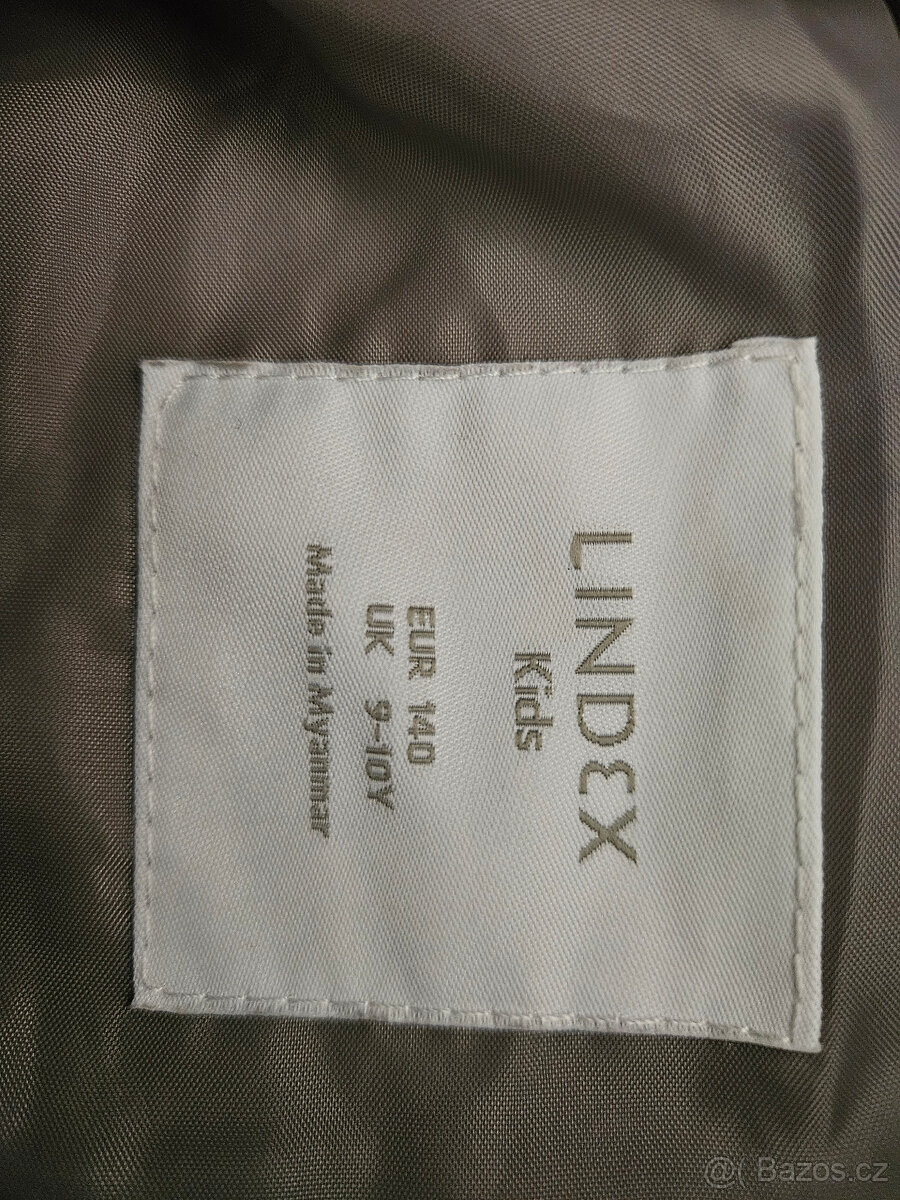 LINDEX
Kids
EUR 140
UK 9-10Y
Made in Myanmar
@( Bazos.cz